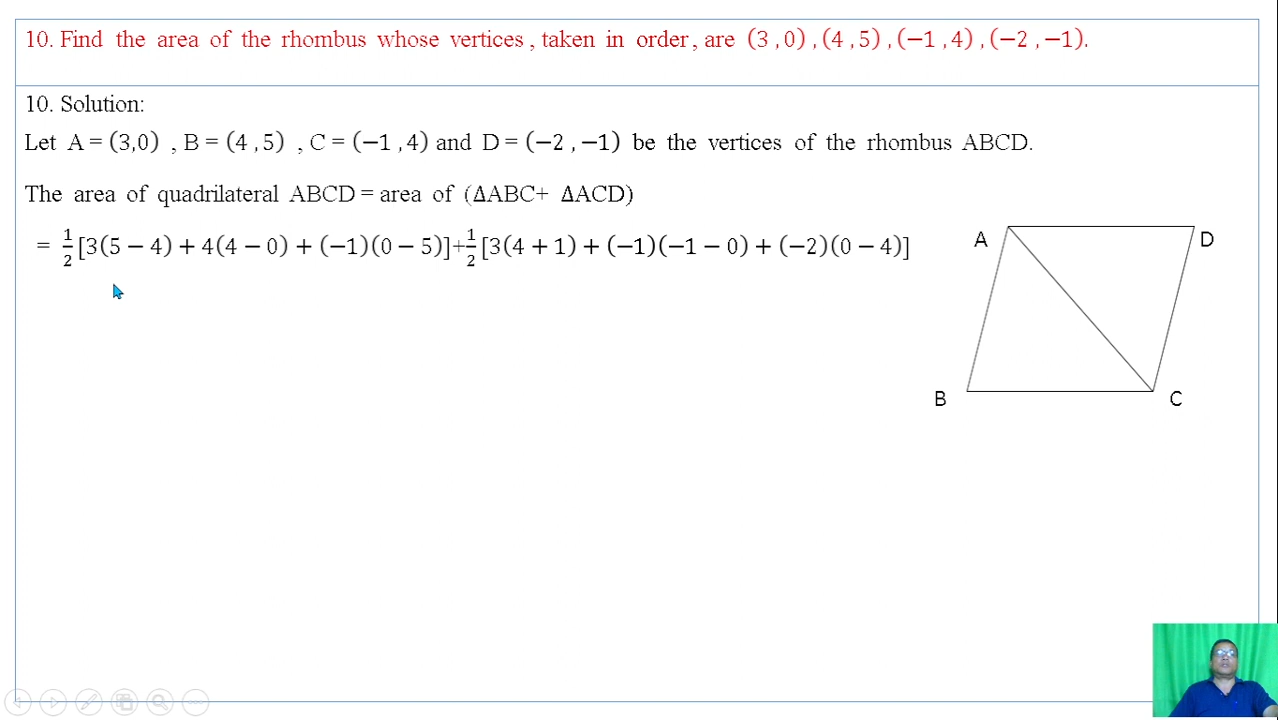 10. Find the area of the rhombus whose vertices , taken in order , are (3 ,0) , (4 ,5) , (−1 ,4) , (−2 ,−1).
10. Solution:
Let A = (3,0) , B = (4 ,5) , C = (−1 ,4) and D = (−2 ,−1) be the vertices of the rhombus ABCD.
The area of quadrilateral ABCD = area of (ΔABC+ ΔACD)
= 1/2 [3(5 − 4) + 4(4 − 0) + (−1)(0 − 5)]+1/2 [3(4 + 1) + (−1)(−1 − 0) + (−2)(0 − 4)]
A D
B C